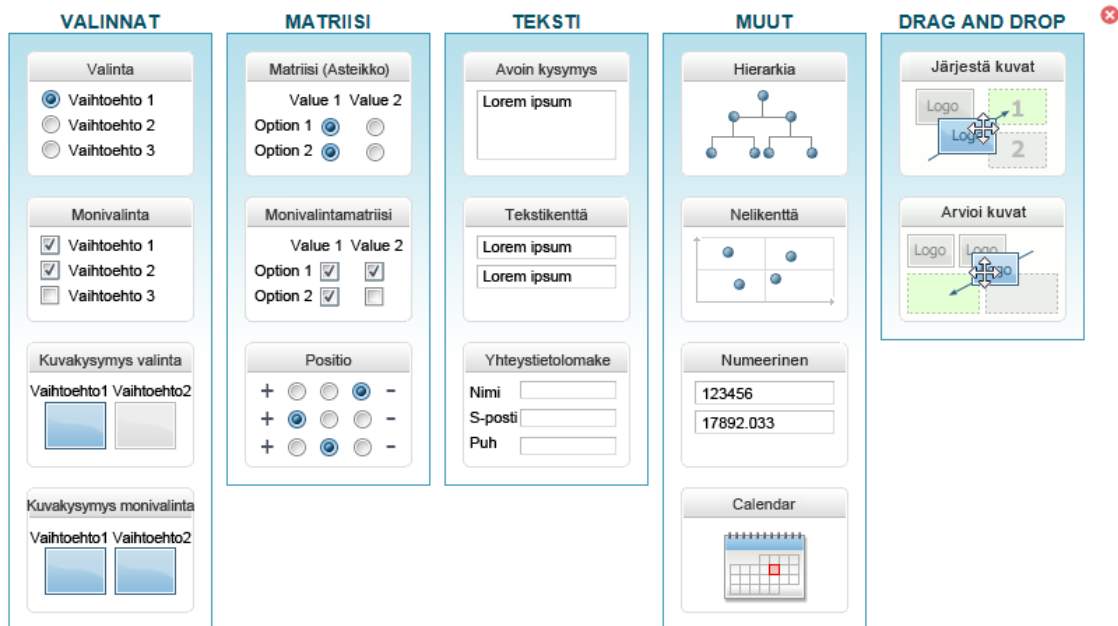 VALINNAT
Valinta
Vaihtoehto 1
Vaihtoehto 2
Vaihtoehto 3
Monivalinta
Vaihtoehto 1
Vaihtoehto 2
Vaihtoehto 3
Kuvakysymys valinta
Vaihtoehto1 Vaihtoehto2
Kuvakysymys monivalinta
Vaihtoehto1 Vaihtoehto2
MATRIISI
Matriisi (Asteikko)
Value 1 Value 2
Option 1
Option 2
Monivalintamatriisi
Value 1 Value 2
Option 1
Option 2
Positio
+ -
+ -
+ -
TEKSTI
Avoin kysymys
Lorem ipsum
Tekstikenttä
Lorem ipsum
Lorem ipsum
Yhteystietolomake
Nimi
S-posti
Puh
MUUT
Hierarkia
Nelikenttä
Numeerinen
123456
17892.033
Calendar
DRAG AND DROP
Järjestä kuvat
Logo 1
Logo 2
Arvioi kuvat
Logo Logo
Logo